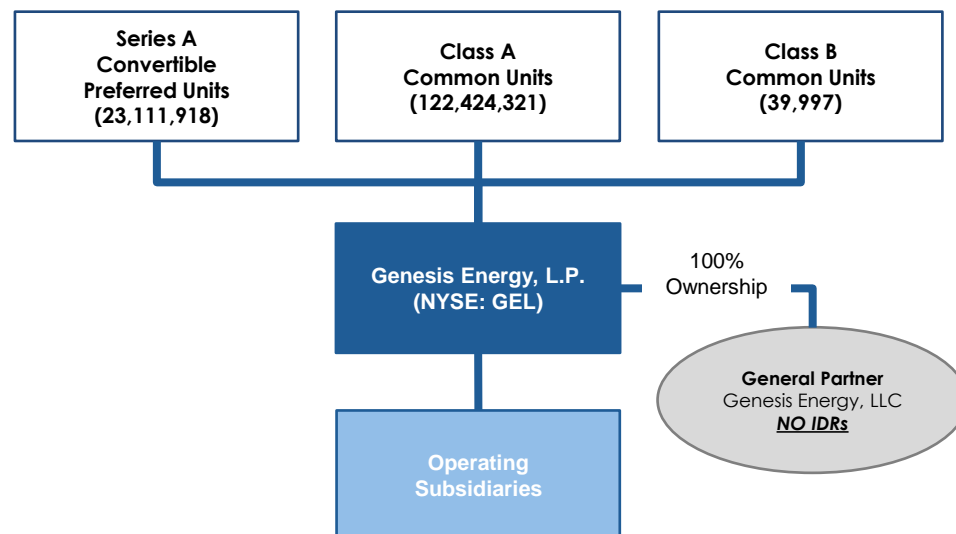 Series A
Convertible
Preferred Units
(23,111,918)
Class A
Common Units
(122,424,321)
Class B
Common Units
(39,997)
Genesis Energy, L.P.
(NYSE: GEL)
100%
Ownership
General Partner
Genesis Energy, LLC
NO IDRs
Operating
Subsidiaries